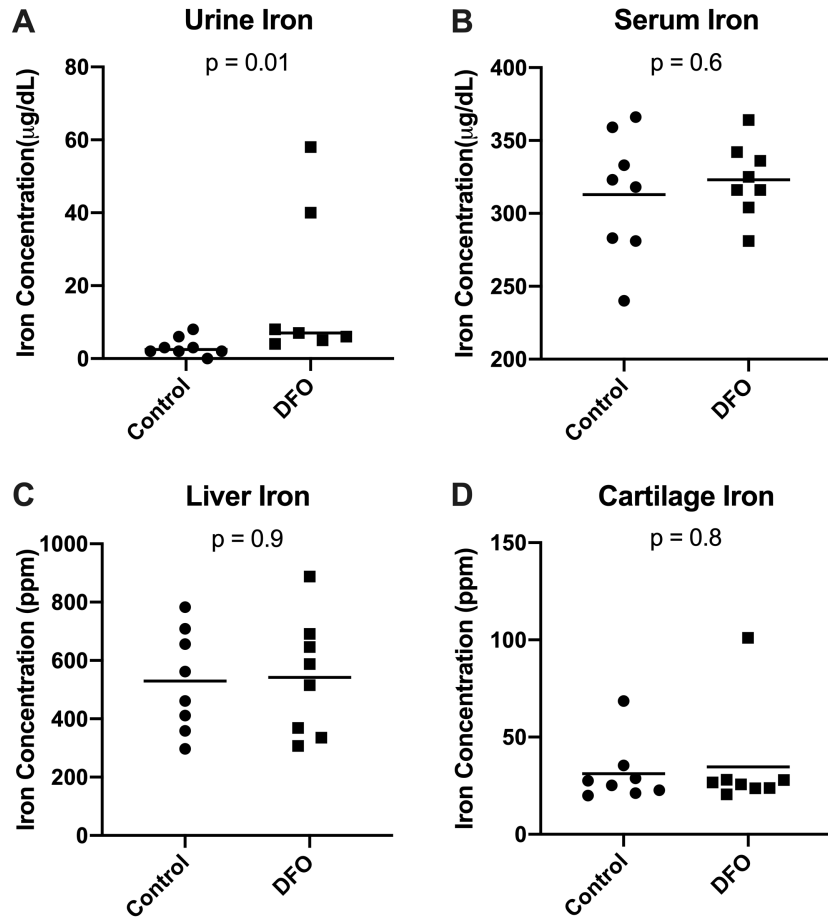 A
Urine Iron
p = 0.01
Iron Concentration(μg/dL)
80
60
40
20
0
Control
DFO
B
Serum Iron
p = 0.6
Iron Concentration(μg/dL)
400
350
300
250
200
Control
DFO
C
Liver Iron
p = 0.9
Iron Concentration (ppm)
1000
800
600
400
200
0
Control
DFO
D
Cartilage Iron
p = 0.8
Iron Concentration (ppm)
150
100
50
0
Control
DFO